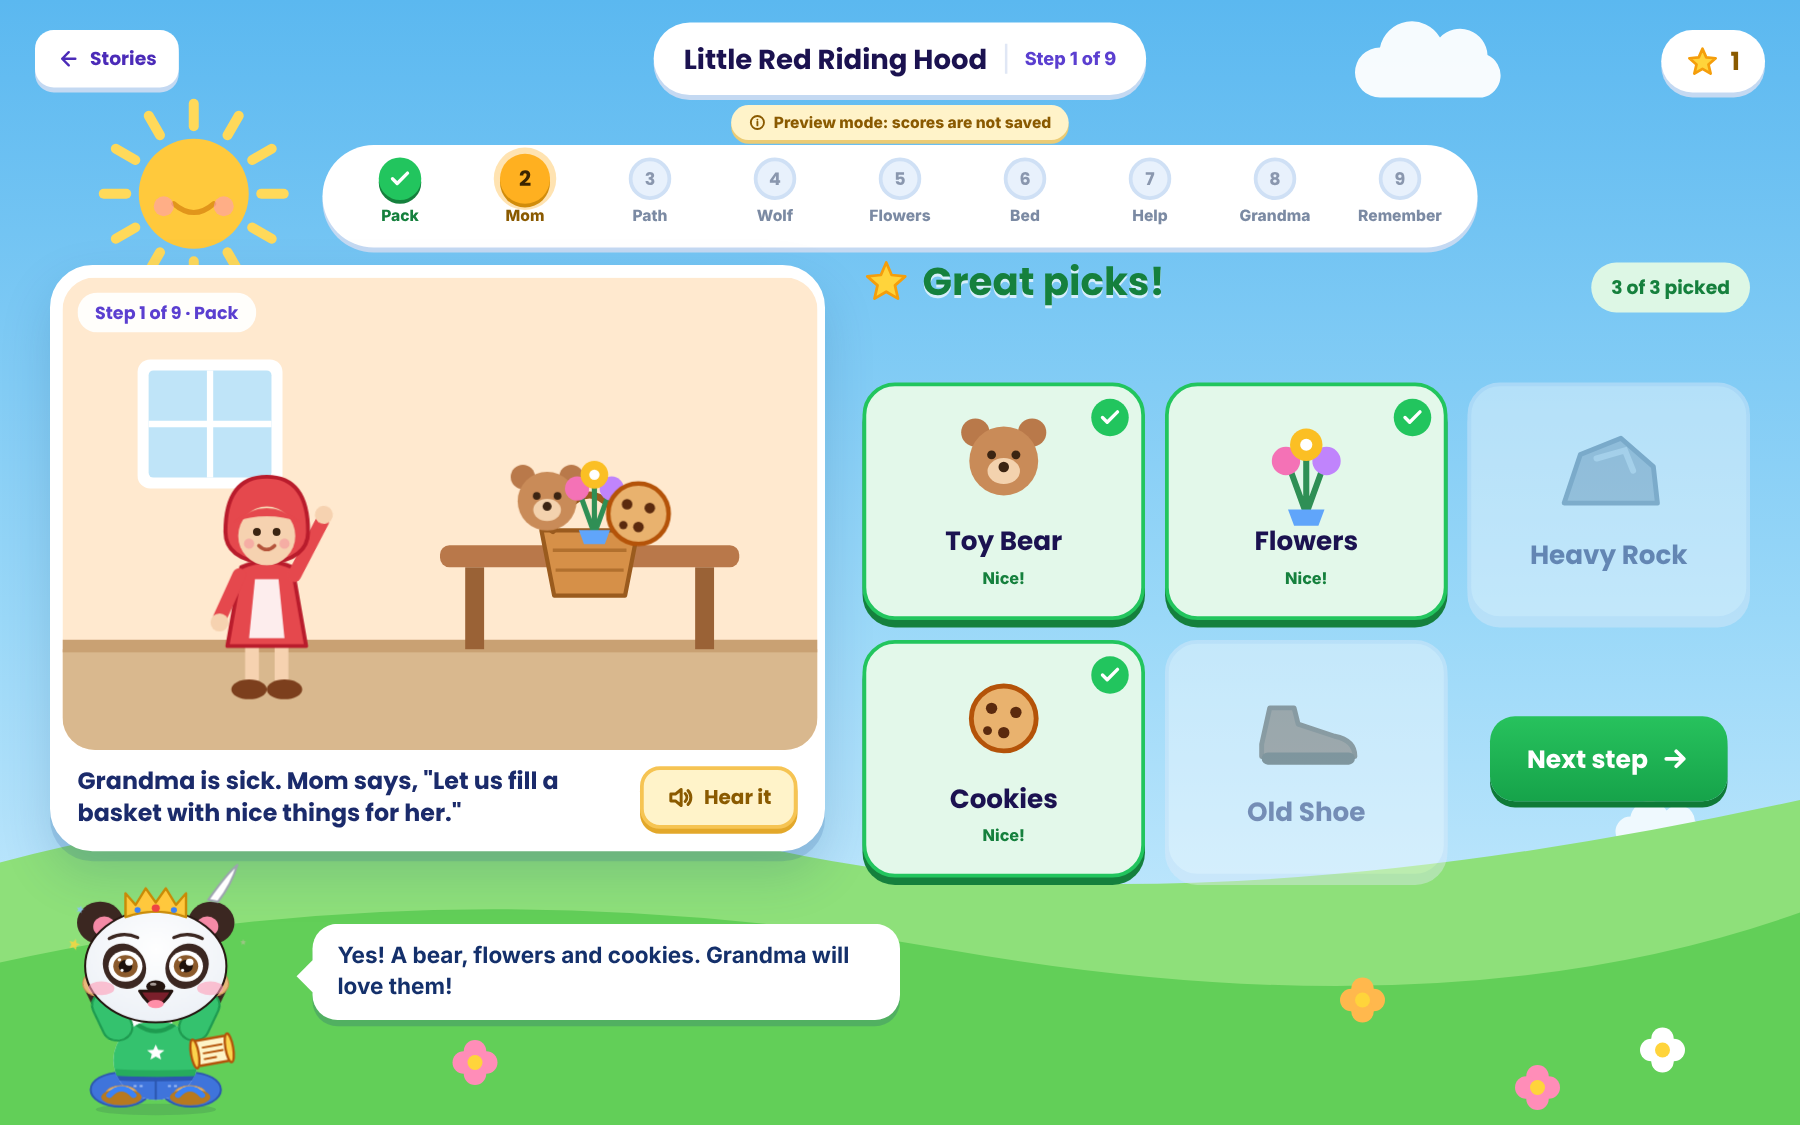 Stories
Little Red Riding Hood
Step 1 of 9
1
Preview mode: scores are not saved
2
3
4
5
6
7
8
9
Pack
Mom
Path
Wolf
Flowers
Bed
Help
Grandma
Remember
Step 1 of 9 · Pack
Grandma is sick. Mom says, "Let us fill a
basket with nice things for her."
Hear it
Great picks!
3 of 3 picked
Toy Bear
Nice!
Flowers
Nice!
Heavy Rock
Cookies
Nice!
Old Shoe
Next step
Yes! A bear, flowers and cookies. Grandma will
love them!